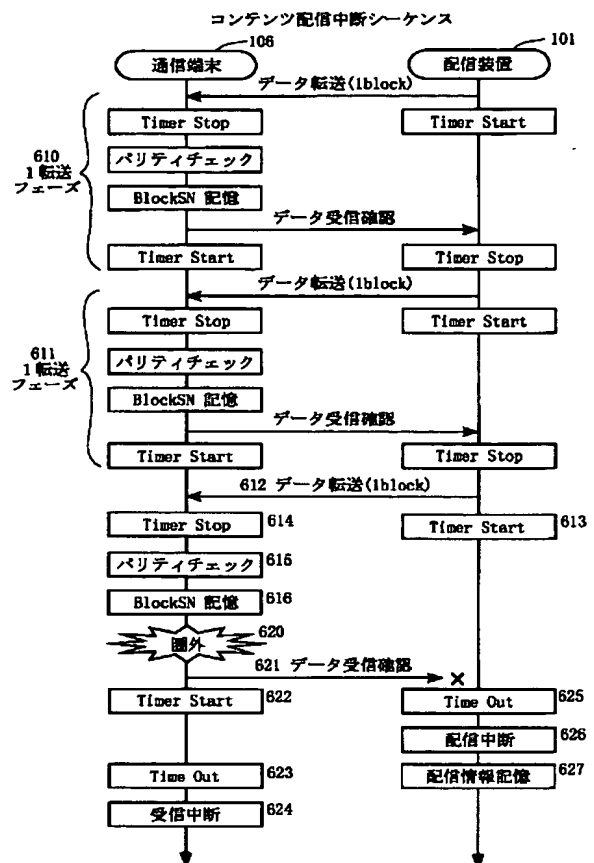 コンテンツ配信中断シーケンス
106
101
通信端末
配信装置
データ転送(1block)
Timer Stop
Timer Start
610
1転送
フェーズ
パリティチェック
BlockSN 記憶
データ受信確認
Timer Start
Timer Stop
データ転送(1block)
Timer Stop
Timer Start
611
1転送
フェーズ
パリティチェック
BlockSN 記憶
データ受信確認
Timer Start
Timer Stop
612 データ転送(1block)
Timer Stop 614
Timer Start 613
パリティチェック 615
BlockSN 記憶 616
圏外 620
621 データ受信確認 ×
Timer Start 622
Time Out 625
配信中断 626
Time Out 623
配信情報記憶 627
受信中断 624